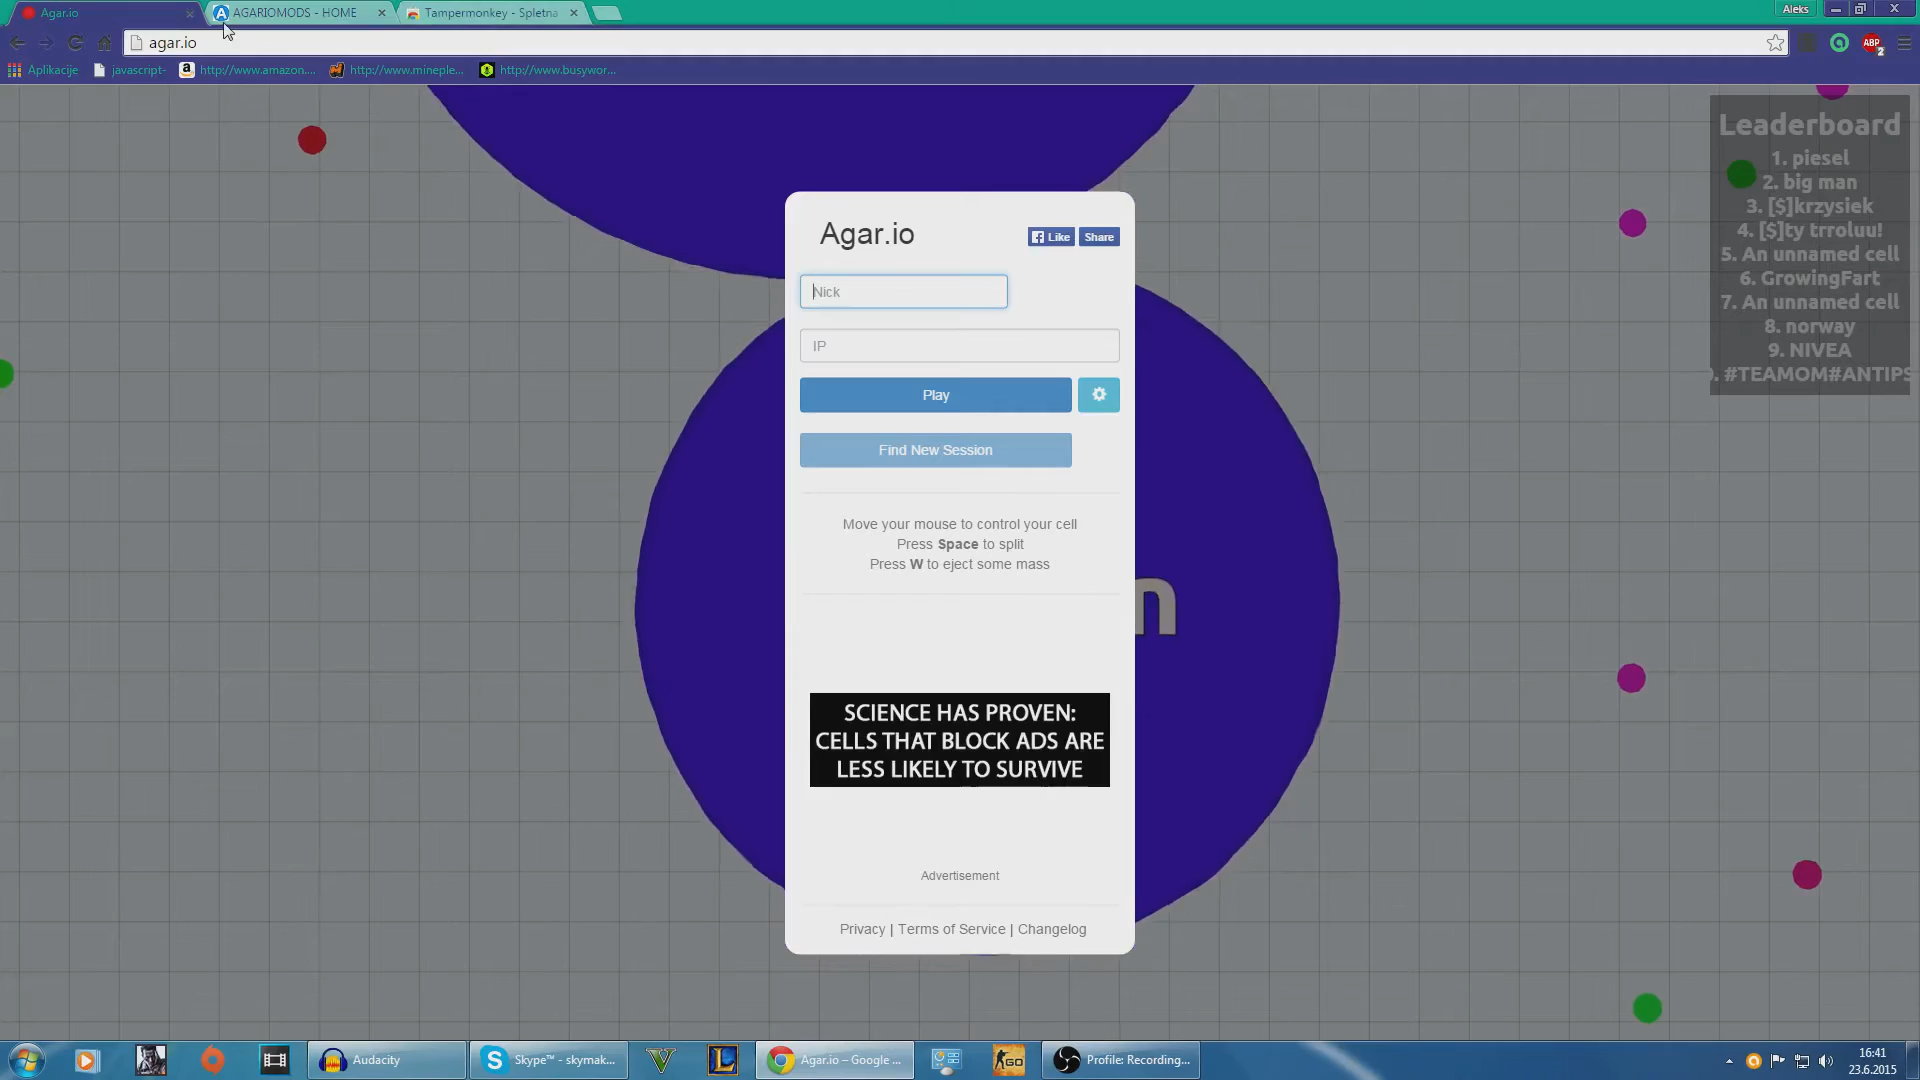 Agar.io
AGARIOMODS - HOME
Tampermonkey - Spletna
Aleks
agar.io
ABP
2
Aplikacije
javascript-
http://www.amazon....
http://www.mineple...
http://www.busywor...
Leaderboard
1. piesel
2. big man
3. [$]krzysiek
4. [$]ty trroluu!
5. An unnamed cell
6. GrowingFart
7. An unnamed cell
8. norway
9. NIVEA
. #TEAMOM#ANTIPS
Agar.io
Like
Share
Nick
IP
Play
Find New Session
Move your mouse to control your cell
Press Space to split
Press W to eject some mass
n
SCIENCE HAS PROVEN:
CELLS THAT BLOCK ADS ARE
LESS LIKELY TO SURVIVE
Advertisement
Privacy | Terms of Service | Changelog
Audacity
Skype™ - skymak...
V
L
Agar.io – Google ...
GO
Profile: Recording...
16:41
23.6.2015